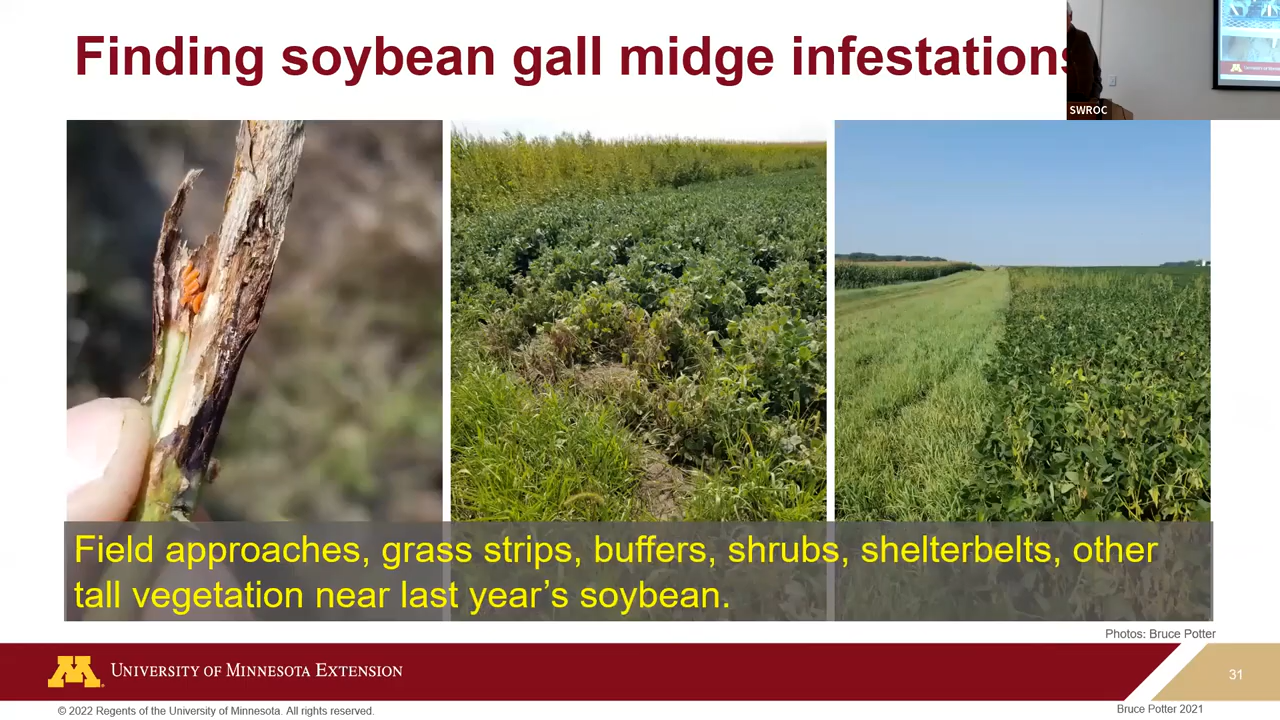 Finding soybean gall midge infestations
SWROC
Field approaches, grass strips, buffers, shrubs, shelterbelts, other
tall vegetation near last year's soybean.
Photos: Bruce Potter
University of Minnesota Extension
31
© 2022 Regents of the University of Minnesota. All rights reserved.
Bruce Potter 2021